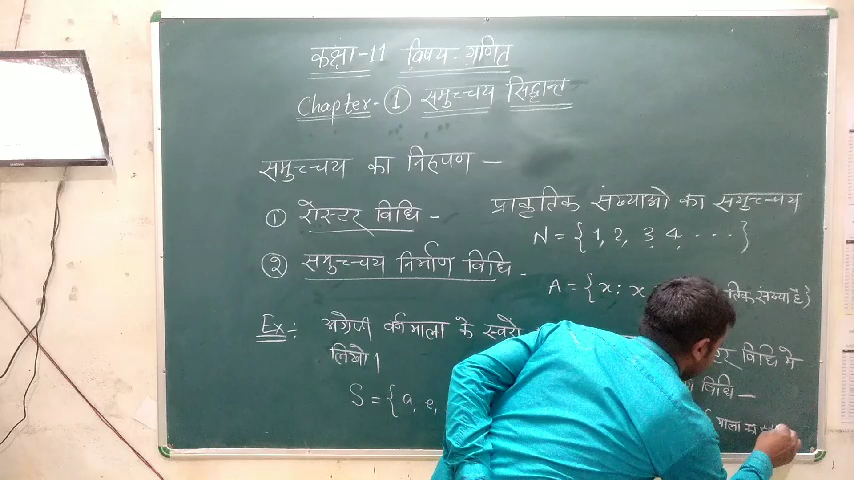 कक्षा-11 विषय-गणित
Chapter-① समुच्चय सिद्धान्त
समुच्चय का निरूपण —
① रोस्टर विधि -
② समुच्चय निर्माण विधि -
प्राकृतिक संख्याओ का समुच्चय
N = {1, 2, 3, 4, ....}
A = {x : x तिक संख्या है}
Ex:- अंग्रेजी वर्णमाला के स्वरों
विधि मे
लिखो।
विधि —
S = {a, e,
माला